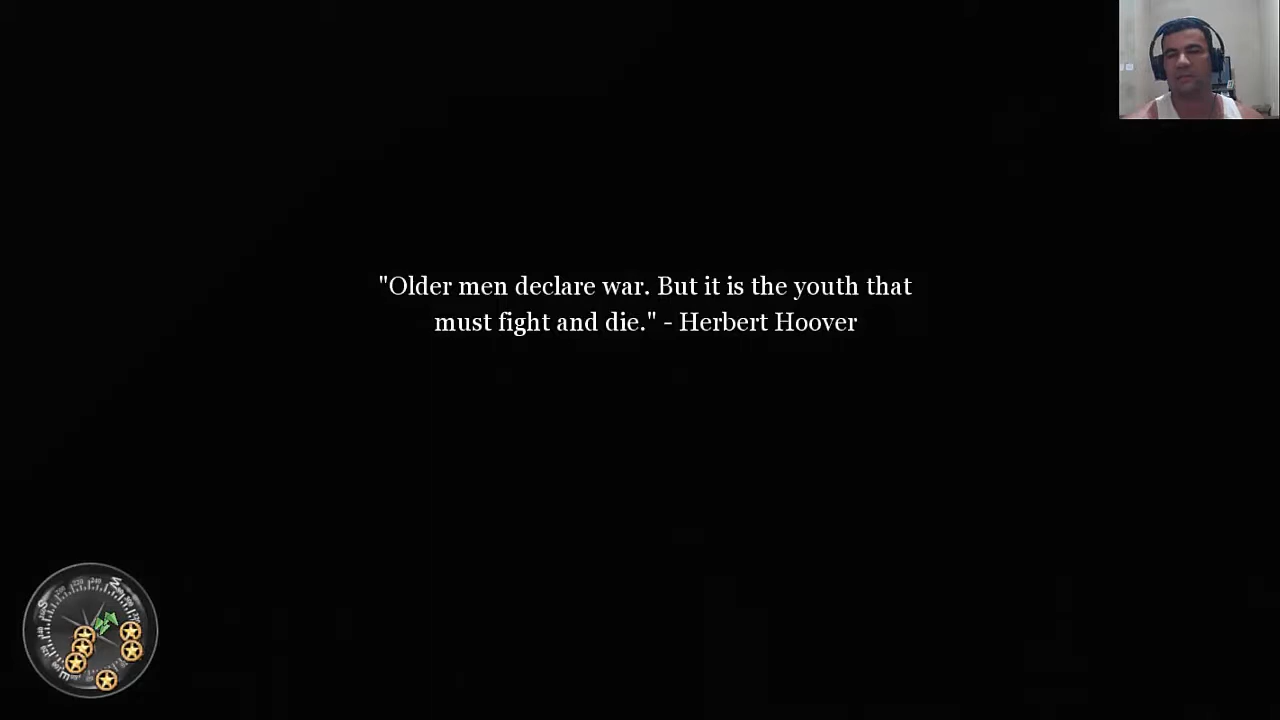 "Older men declare war. But it is the youth that
must fight and die." - Herbert Hoover